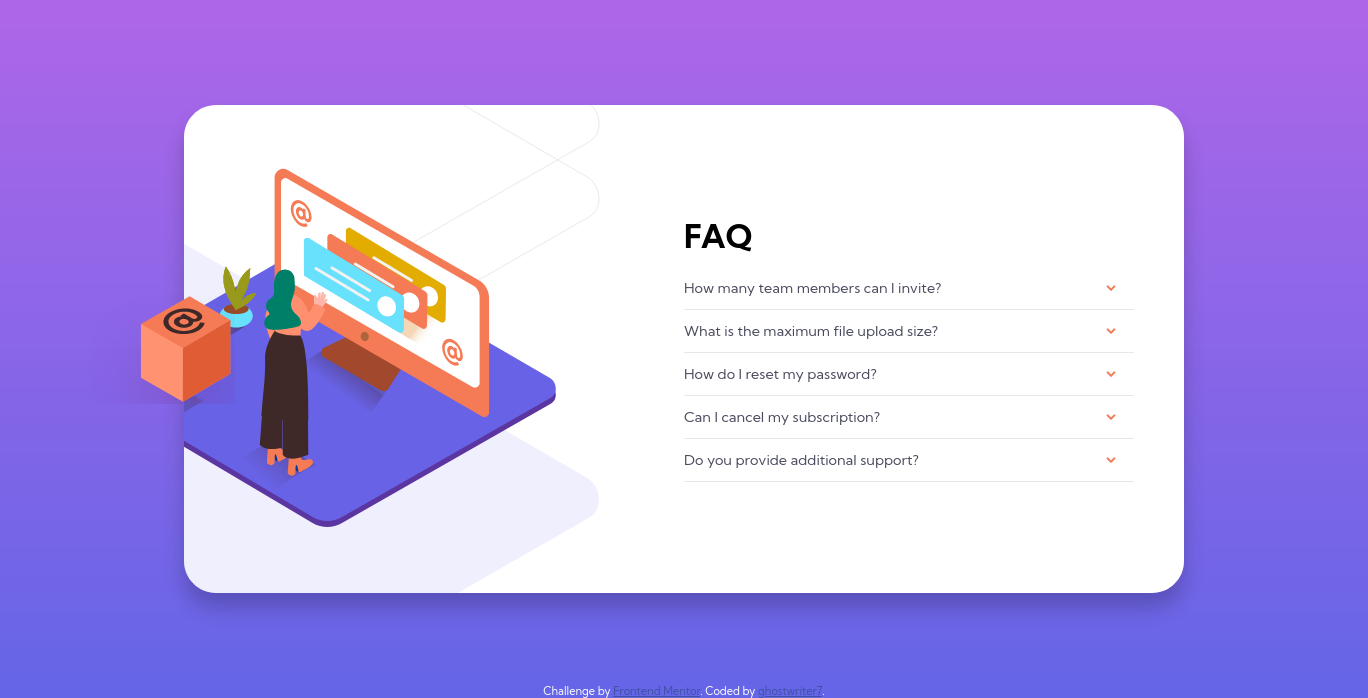 FAQ
How many team members can I invite?
What is the maximum file upload size?
How do I reset my password?
Can I cancel my subscription?
Do you provide additional support?
@
@
@
Challenge by Frontend Mentor. Coded by ghostwriter7.